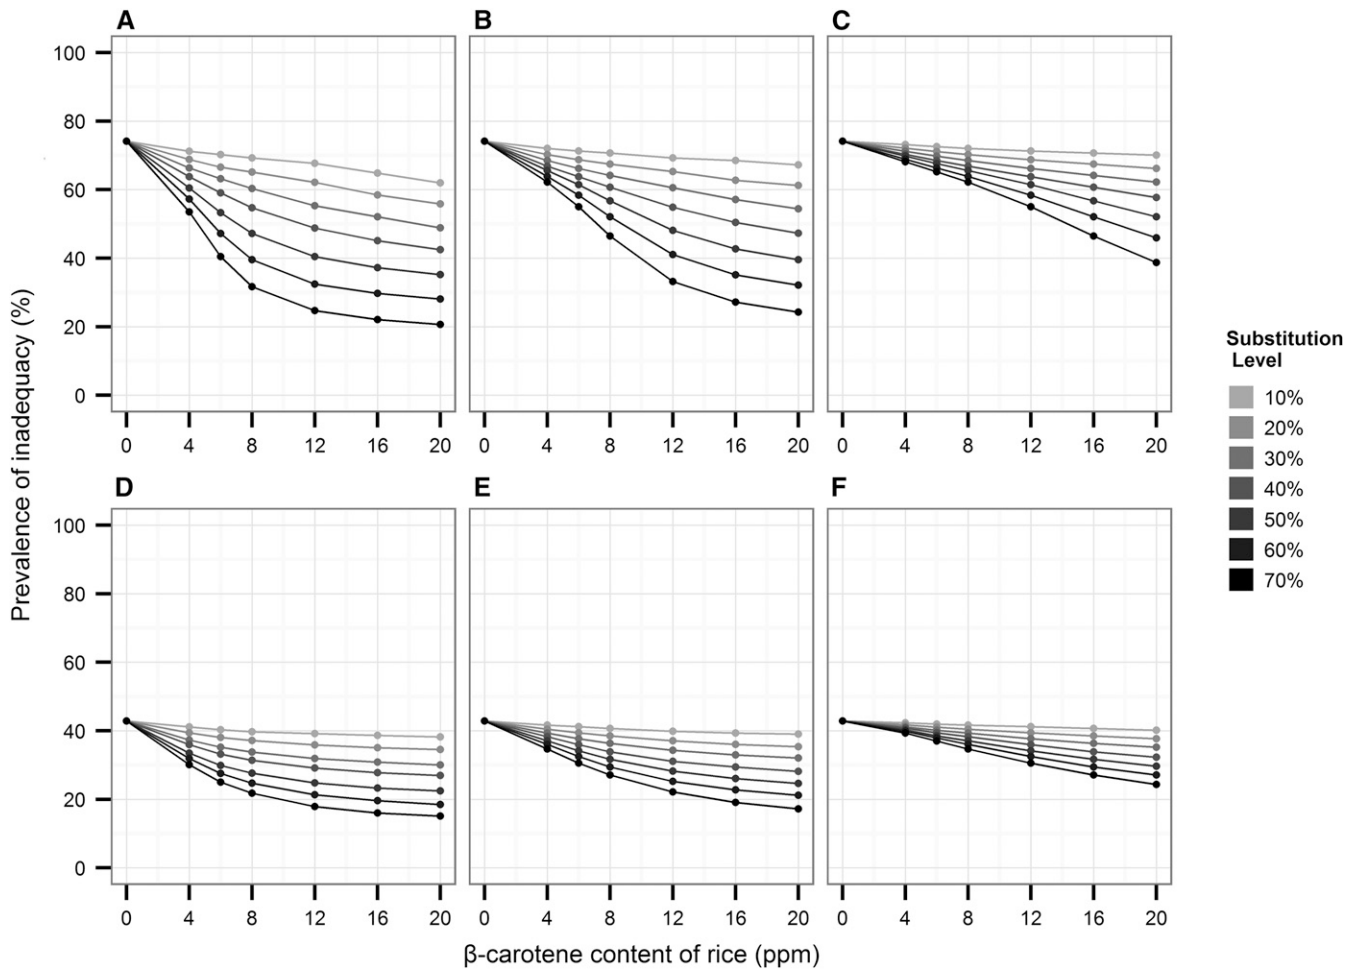 A B C
100
80
60
40
20
0
0 4 8 12 16 20 0 4 8 12 16 20 0 4 8 12 16 20
D E F
100
80
60
40
20
0
0 4 8 12 16 20 0 4 8 12 16 20 0 4 8 12 16 20
Prevalence of inadequacy (%)
β-carotene content of rice (ppm)
Substitution
Level
10%
20%
30%
40%
50%
60%
70%